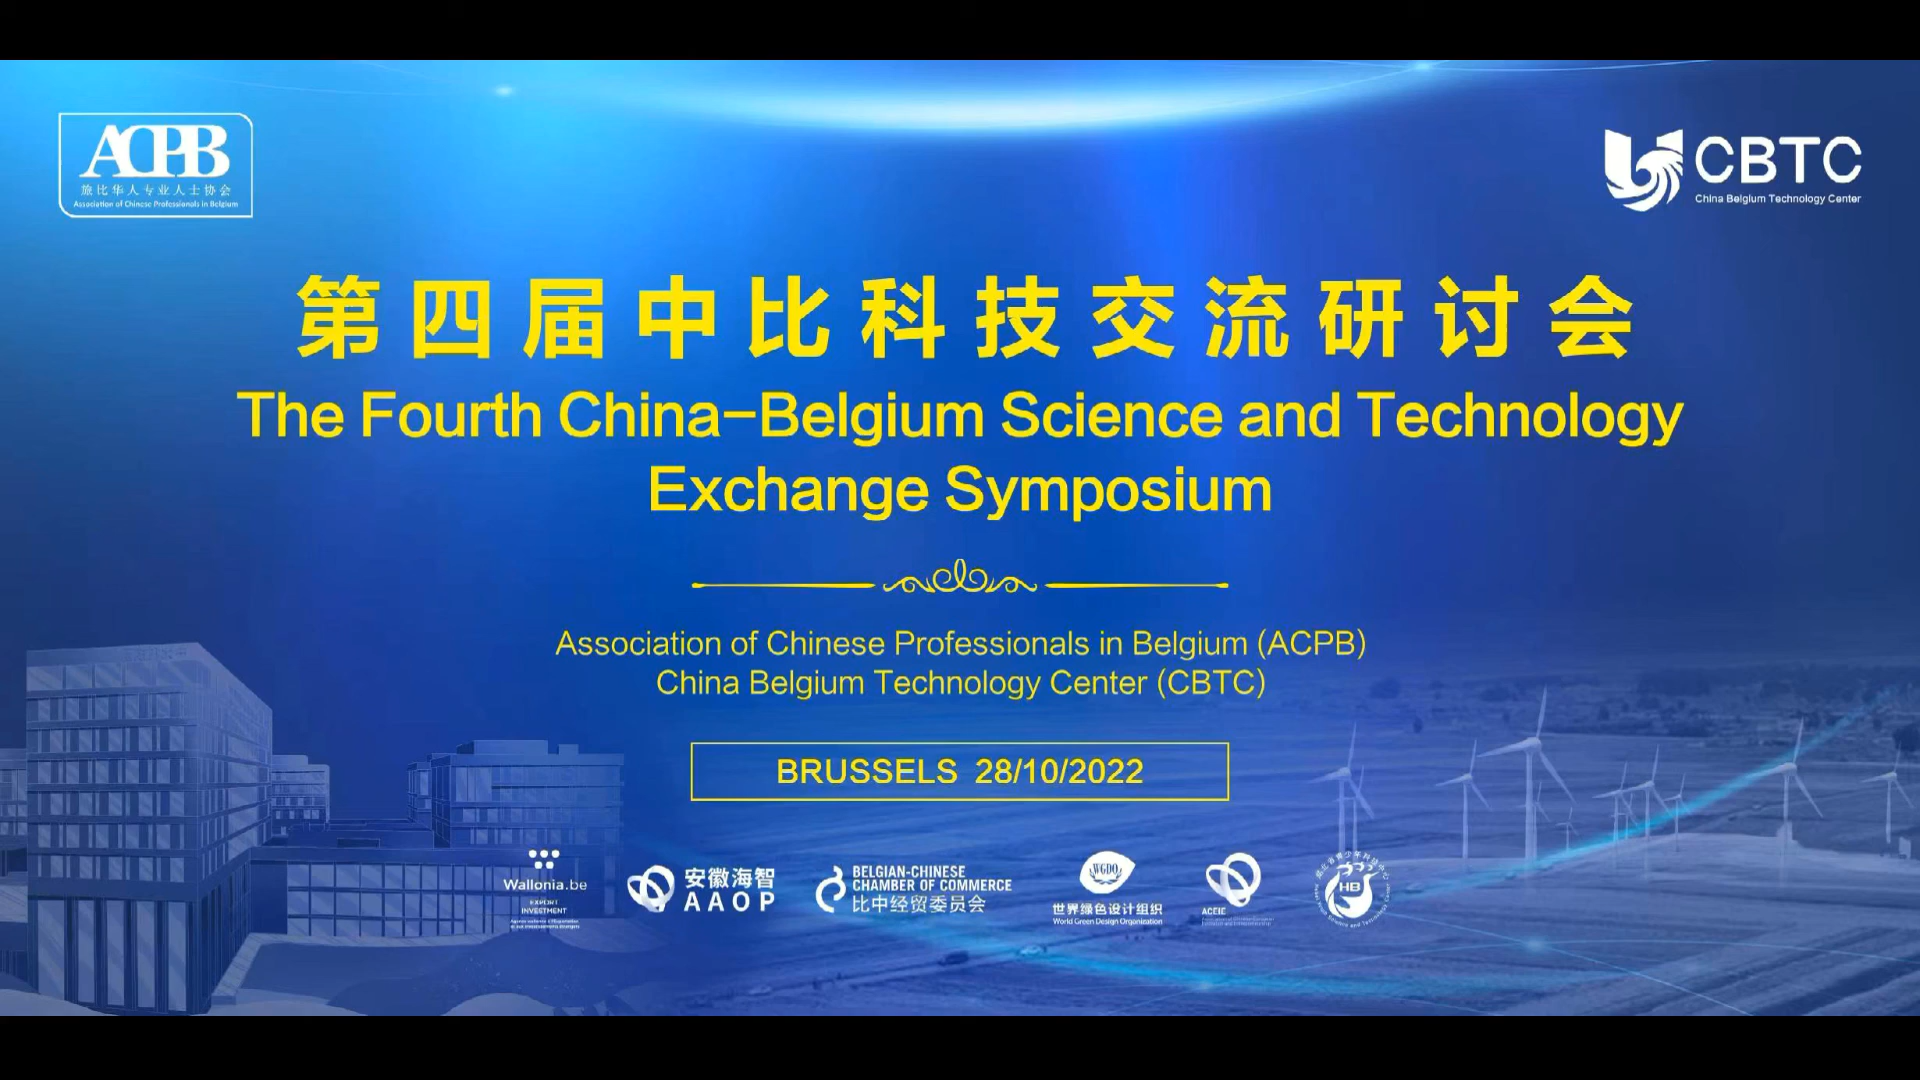 ACPB
旅比华人专业人士协会
Association of Chinese Professionals in Belgium
CBTC
China Belgium Technology Center
第四届中比科技交流研讨会
The Fourth China-Belgium Science and Technology
Exchange Symposium
Association of Chinese Professionals in Belgium (ACPB)
China Belgium Technology Center (CBTC)
BRUSSELS 28/10/2022
Wallonia.be
EXPORT
INVESTMENT
安徽海智
AAOP
BELGIAN-CHINESE
CHAMBER OF COMMERCE
比中经贸委员会
WGDO
世界绿色设计组织
World Green Design Organization
ACEIE
HB